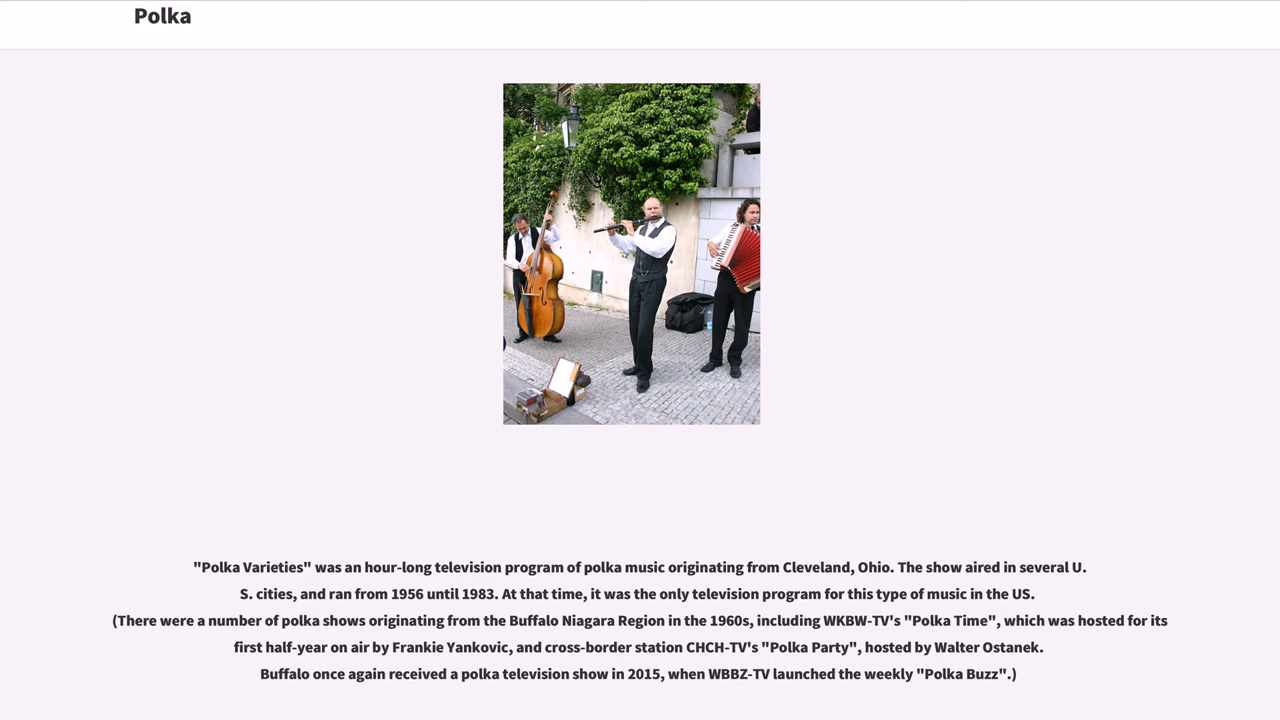 Polka
"Polka Varieties" was an hour-long television program of polka music originating from Cleveland, Ohio. The show aired in several U.
S. cities, and ran from 1956 until 1983. At that time, it was the only television program for this type of music in the US.
(There were a number of polka shows originating from the Buffalo Niagara Region in the 1960s, including WKBW-TV's "Polka Time", which was hosted for its
first half-year on air by Frankie Yankovic, and cross-border station CHCH-TV's "Polka Party", hosted by Walter Ostanek.
Buffalo once again received a polka television show in 2015, when WBBZ-TV launched the weekly "Polka Buzz".)